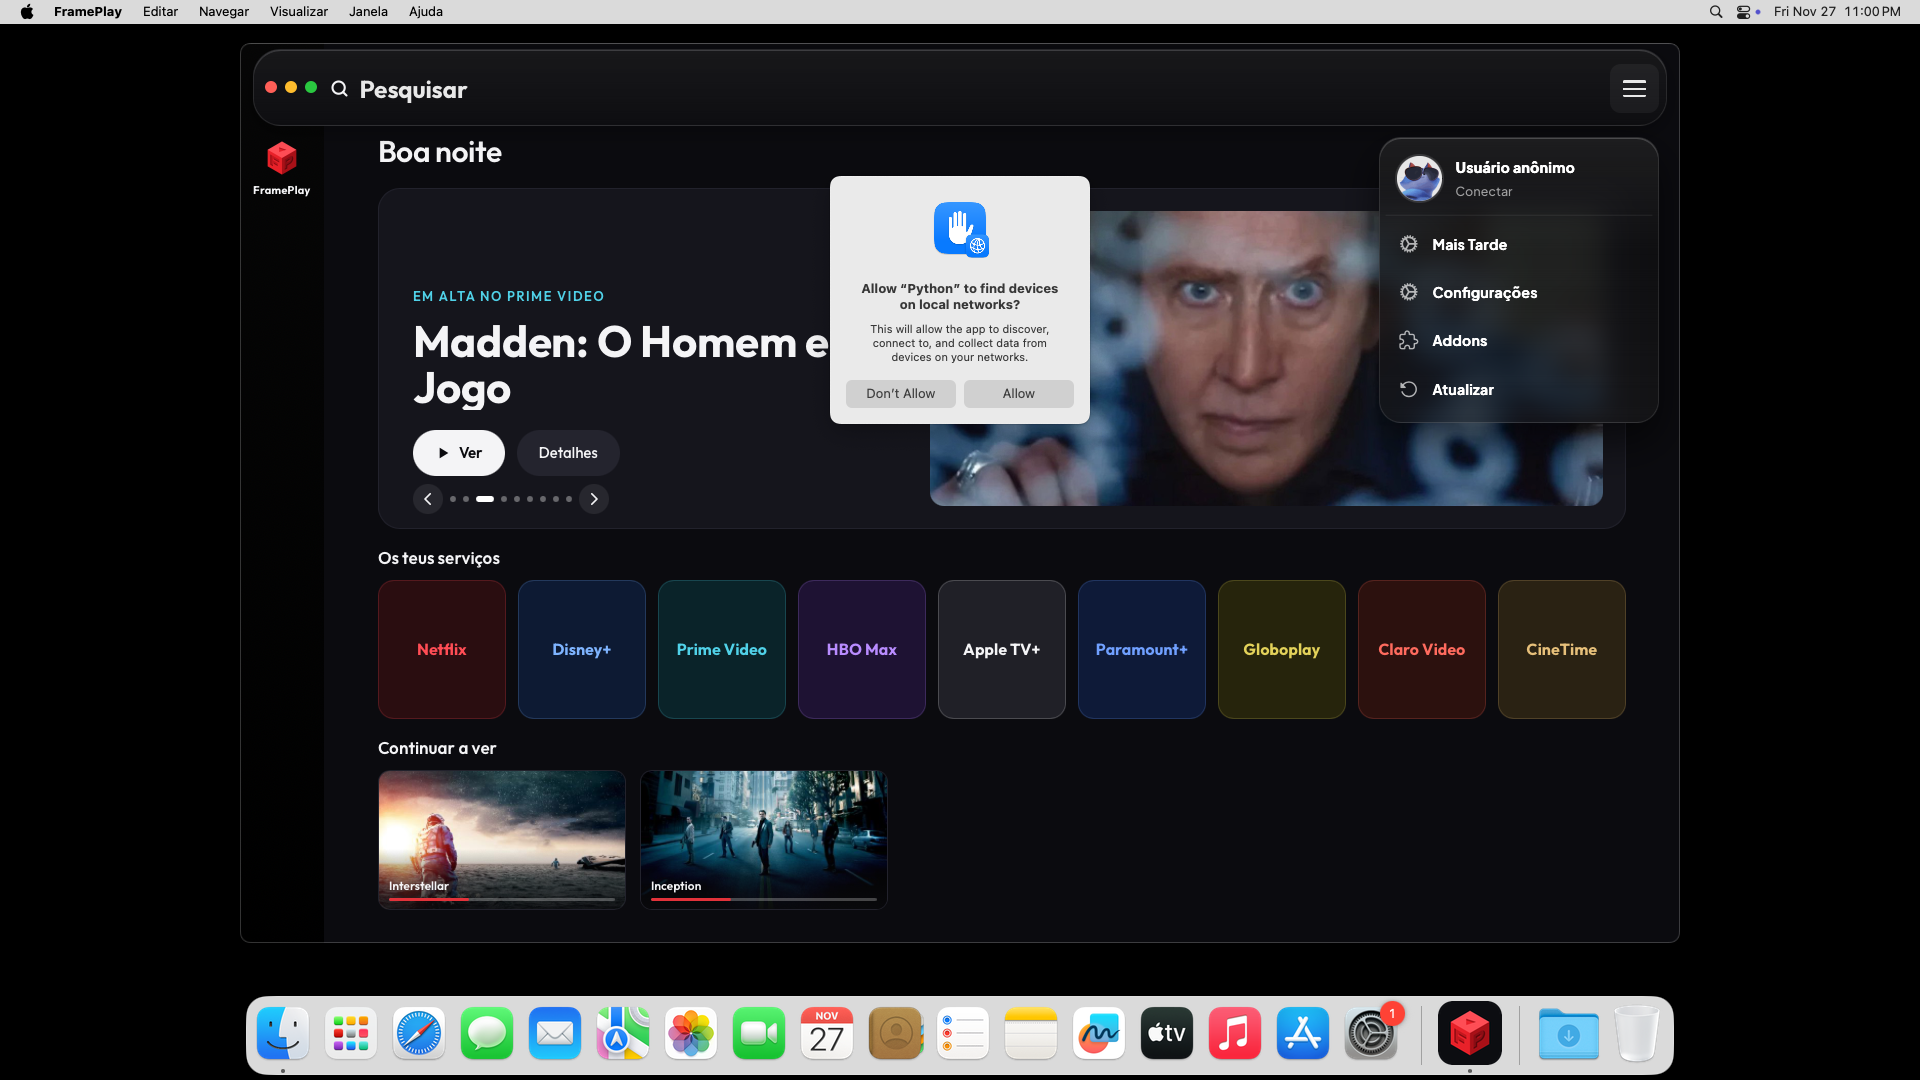 FramePlay Editar Navegar Visualizar Janela Ajuda
Fri Nov 27 11:00 PM
Pesquisar
FramePlay
Boa noite
Usuário anônimo
Conectar
Mais Tarde
Configurações
Addons
Atualizar
EM ALTA NO PRIME VIDEO
Madden: O Homem e
Jogo
Ver
Detalhes
Allow “Python” to find devices
on local networks?
This will allow the app to discover,
connect to, and collect data from
devices on your networks.
Don’t Allow
Allow
Os teus serviços
Netflix
Disney+
Prime Video
HBO Max
Apple TV+
Paramount+
Globoplay
Claro Video
CineTime
Continuar a ver
Interstellar
Inception
NOV
27
tv
1